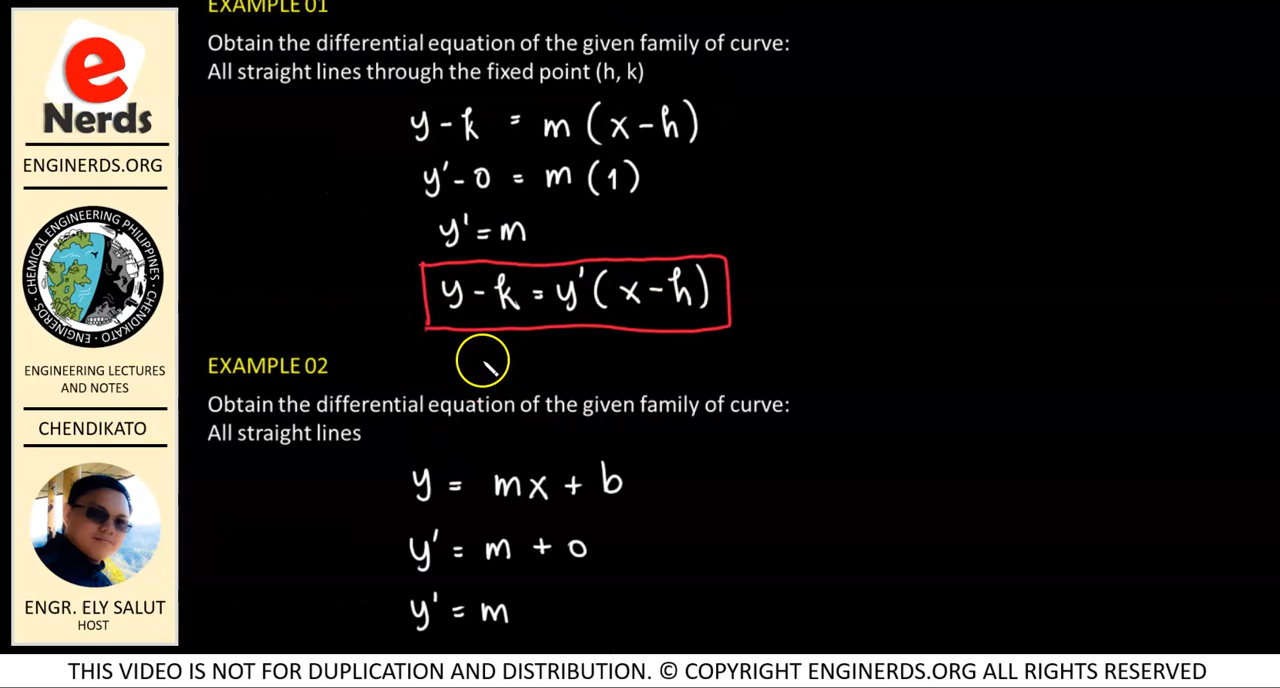 EXAMPLE 01
Obtain the differential equation of the given family of curve:
All straight lines through the fixed point (h, k)
y - k = m (x - h)
y' - 0 = m (1)
y' = m
y - k = y' (x - h)
EXAMPLE 02
Obtain the differential equation of the given family of curve:
All straight lines
y = mx + b
y' = m + 0
y' = m
e
Nerds
ENGINERDS.ORG
CHEMICAL ENGINEERING PHILIPPINES
CHENDIKATO · ENGINERDS
ENGINEERING LECTURES
AND NOTES
CHENDIKATO
ENGR. ELY SALUT
HOST
THIS VIDEO IS NOT FOR DUPLICATION AND DISTRIBUTION. © COPYRIGHT ENGINERDS.ORG ALL RIGHTS RESERVED